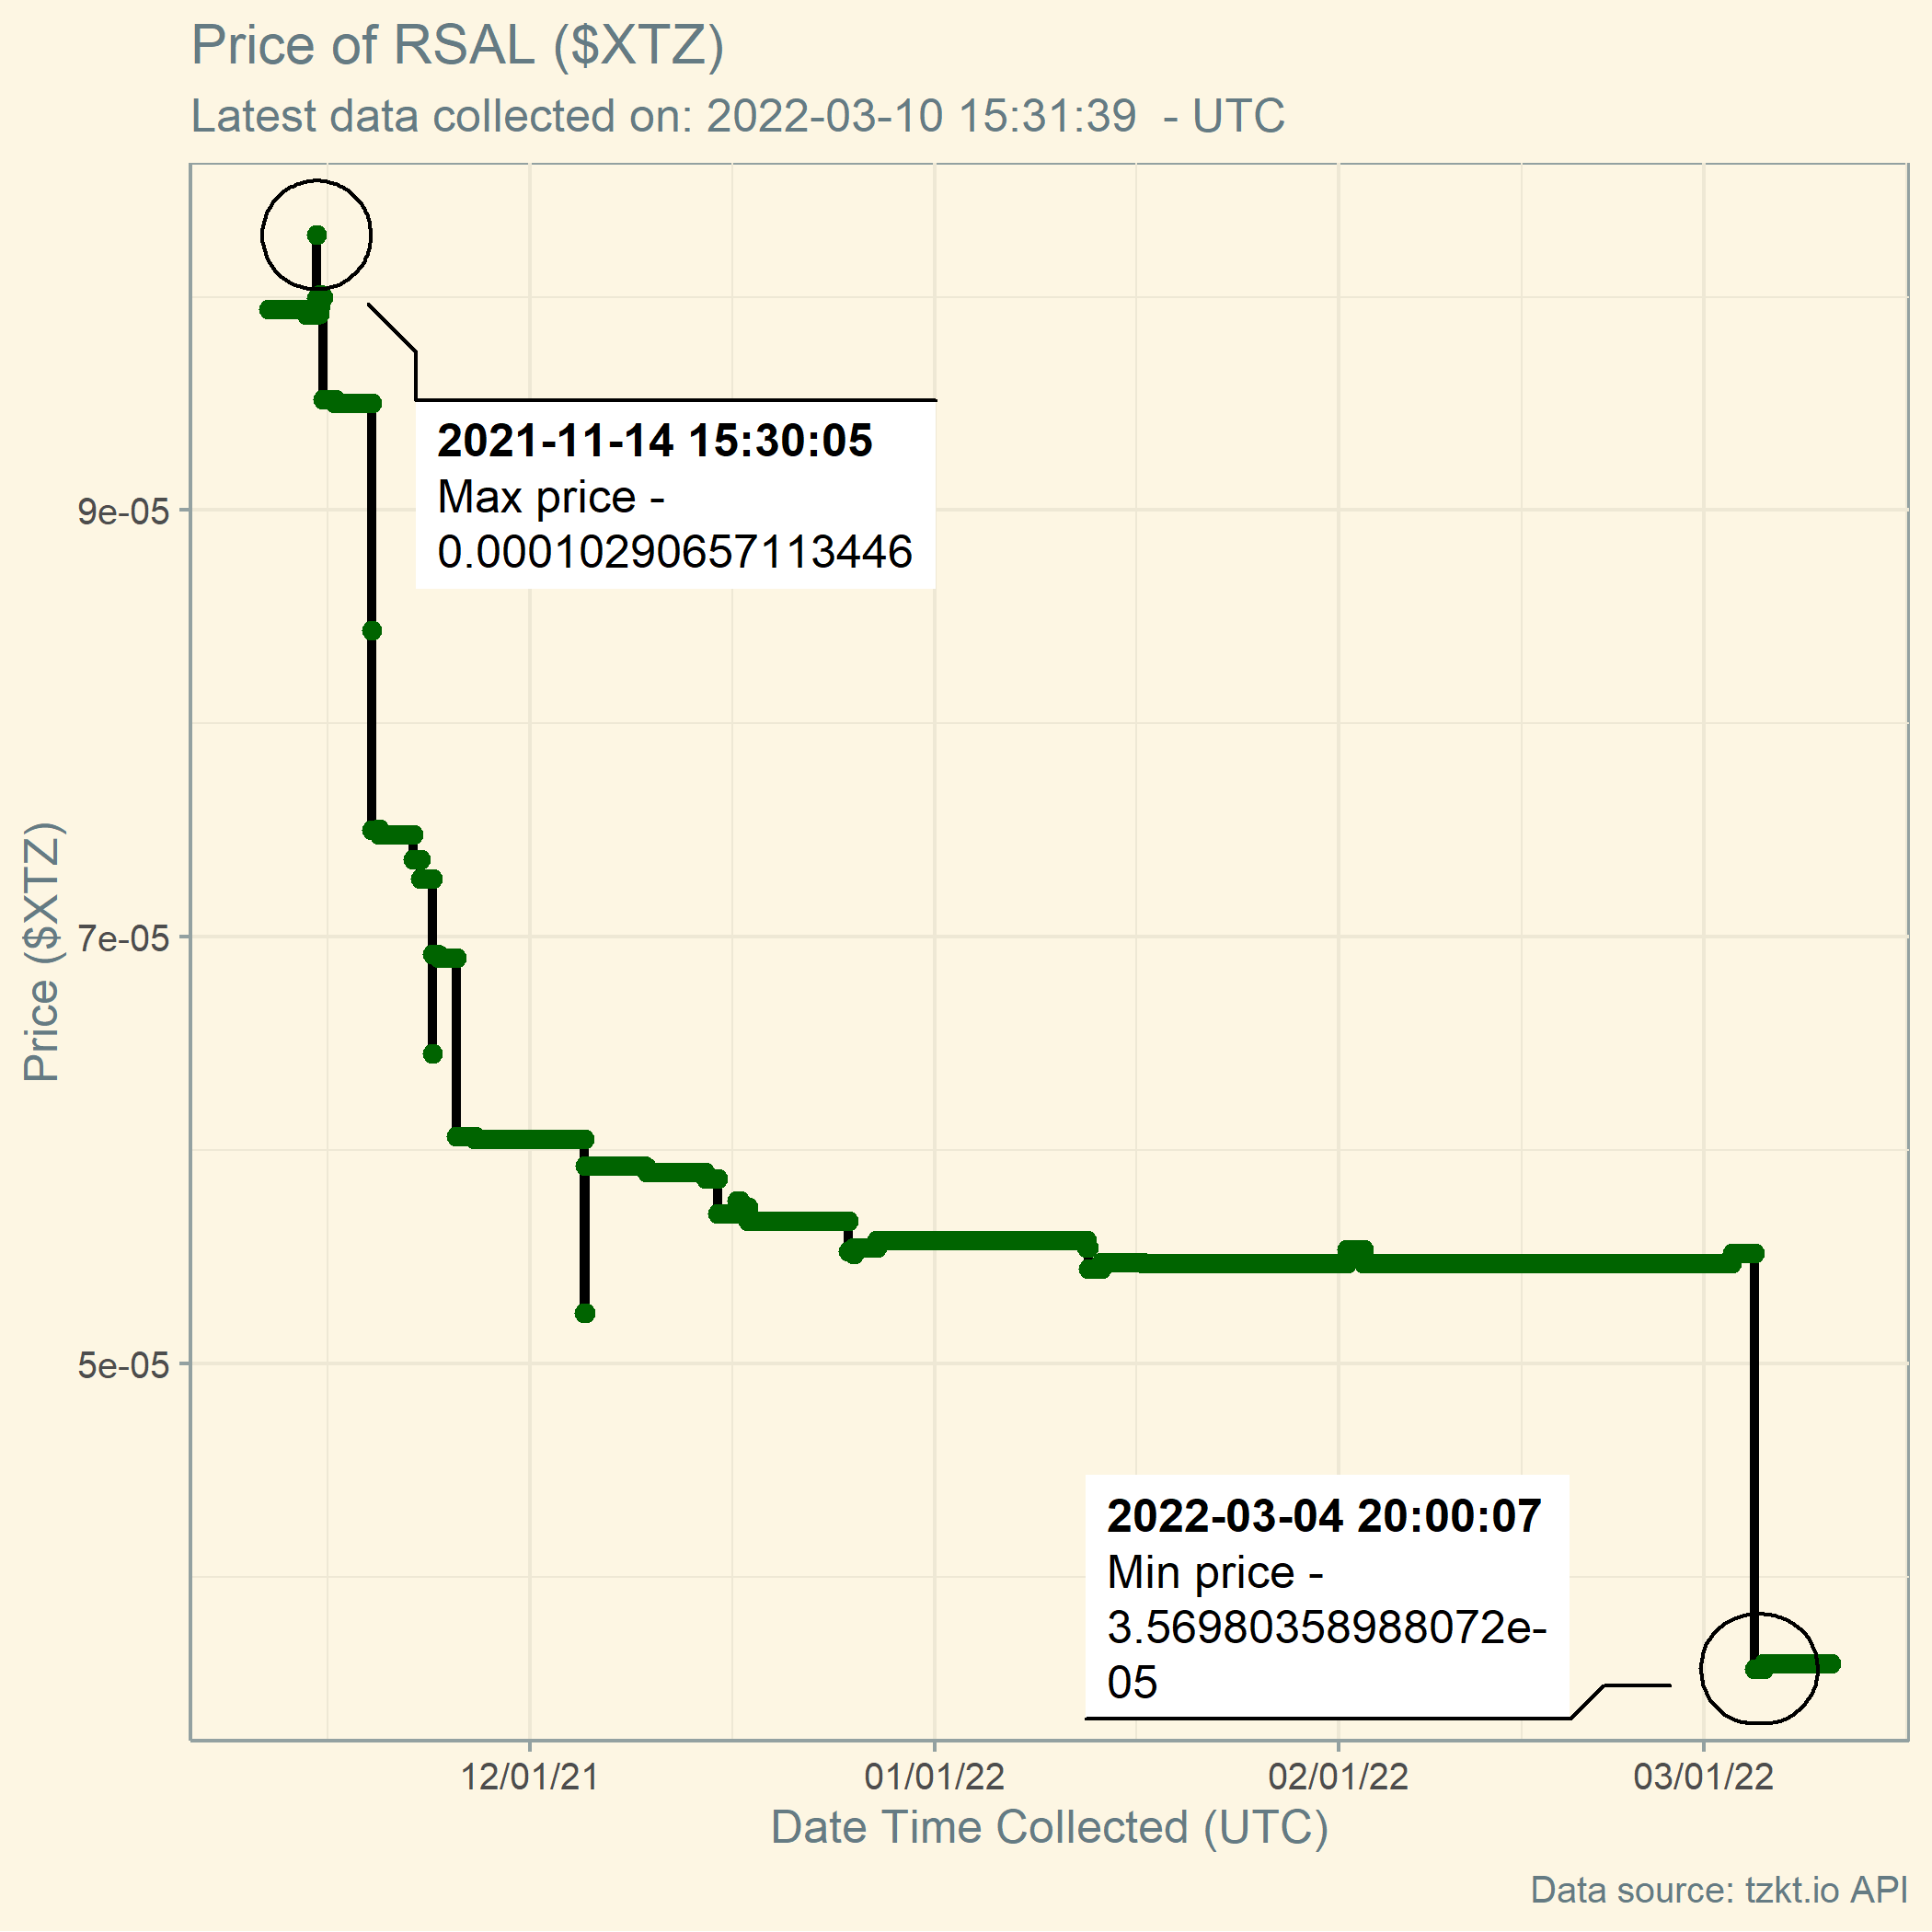 Price of RSAL ($XTZ)
Latest data collected on: 2022-03-10 15:31:39  - UTC
2021-11-14 15:30:05
Max price -
0.00010290657113446
9e-05
Price ($XTZ)
7e-05
5e-05
2022-03-04 20:00:07
Min price -
3.56980358988072e-
05
12/01/21
01/01/22
02/01/22
03/01/22
Date Time Collected (UTC)
Data source: tzkt.io API